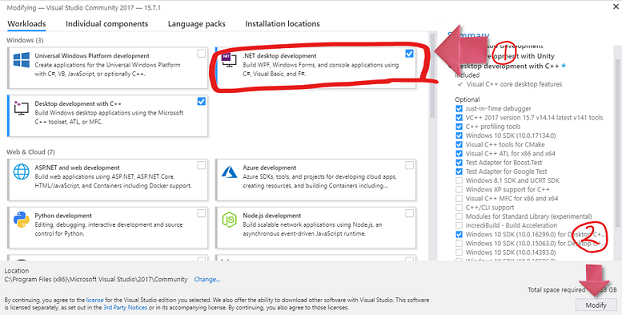 Modifying — Visual Studio Community 2017 — 15.7.1
Workloads
Individual components
Language packs
Installation locations
Windows (3)
Universal Windows Platform development
Create applications for the Universal Windows Platform
with C#, VB, JavaScript, or optionally C++.
.NET desktop development
Build WPF, Windows Forms, and console applications using
C#, Visual Basic, and F#.
Desktop development with C++
Build Windows desktop applications using the Microsoft
C++ toolset, ATL, or MFC.
Web & Cloud (7)
ASP.NET and web development
Build web applications using ASP.NET, ASP.NET Core,
HTML/JavaScript, and Containers including Docker support.
Azure development
Azure SDKs, tools, and projects for developing cloud apps,
creating resources, and building Containers including...
Python development
Editing, debugging, interactive development and source
control for Python.
Node.js development
Build scalable network applications using Node.js, an
asynchronous event-driven JavaScript runtime.
Summary
development with Unity
Desktop development with C++ *
Included
✓ Visual C++ core desktop features
Optional
Just-In-Time debugger
VC++ 2017 version 15.7 v14.14 latest v141 tools
C++ profiling tools
Windows 10 SDK (10.0.17134.0)
Visual C++ tools for CMake
Visual C++ ATL for x86 and x64
Test Adapter for Boost.Test
Test Adapter for Google Test
Windows 8.1 SDK and UCRT SDK
Windows XP support for C++
Visual C++ MFC for x86 and x64
C++/CLI support
Modules for Standard Library (experimental)
IncrediBuild - Build Acceleration
Windows 10 SDK (10.0.16299.0) for Desktop C++...
Windows 10 SDK (10.0.15063.0) for Desktop
Windows 10 SDK (10.0.14393.0)
1
2
Location
C:\Program Files (x86)\Microsoft Visual Studio\2017\Community
Change...
Total space required
GB
By continuing, you agree to the license for the Visual Studio edition you selected. We also offer the ability to download other software with Visual Studio. This software
is licensed separately, as set out in the 3rd Party Notices or in its accompanying license. By continuing, you also agree to those licenses.
Modify